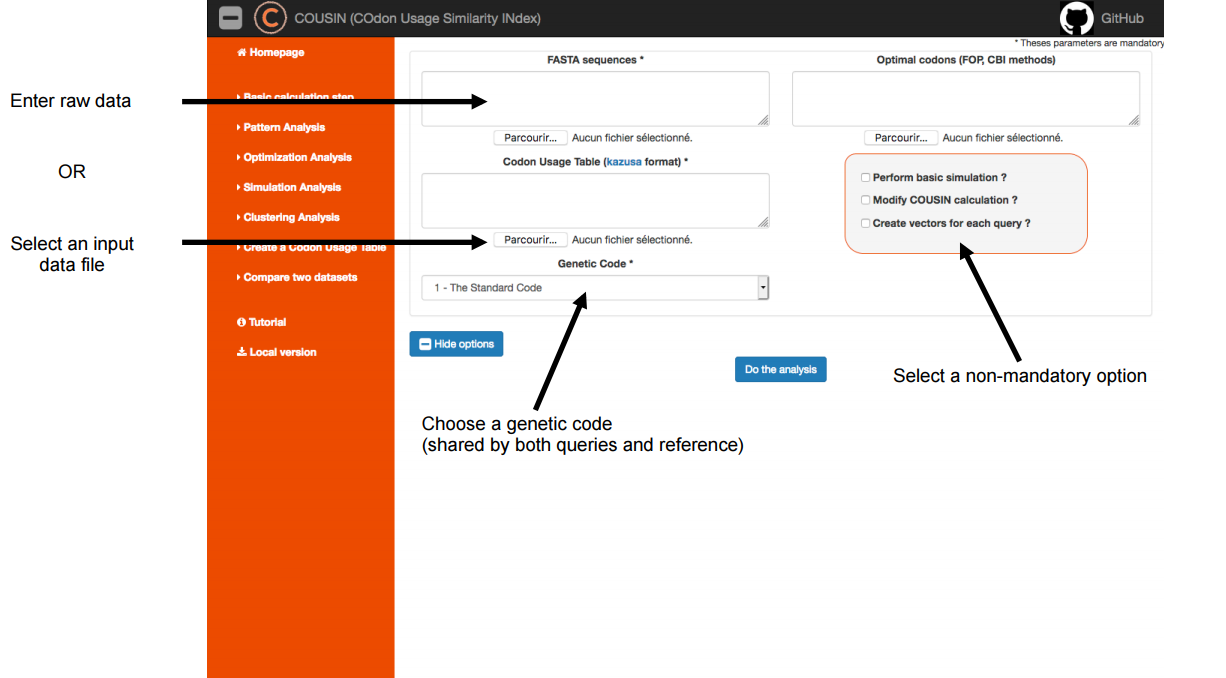 COUSIN (COdon Usage Similarity INdex)
GitHub
* Theses parameters are mandatory
Homepage
Basic calculation step
Pattern Analysis
Optimization Analysis
Simulation Analysis
Clustering Analysis
Create a Codon Usage Table
Compare two datasets
Tutorial
Local version
Enter raw data
OR
Select an input
data file
FASTA sequences *
Parcourir... Aucun fichier sélectionné.
Codon Usage Table (kazusa format) *
Parcourir... Aucun fichier sélectionné.
Genetic Code *
1 - The Standard Code
Optimal codons (FOP, CBI methods)
Parcourir... Aucun fichier sélectionné.
Perform basic simulation ?
Modify COUSIN calculation ?
Create vectors for each query ?
Hide options
Do the analysis
Select a non-mandatory option
Choose a genetic code
(shared by both queries and reference)